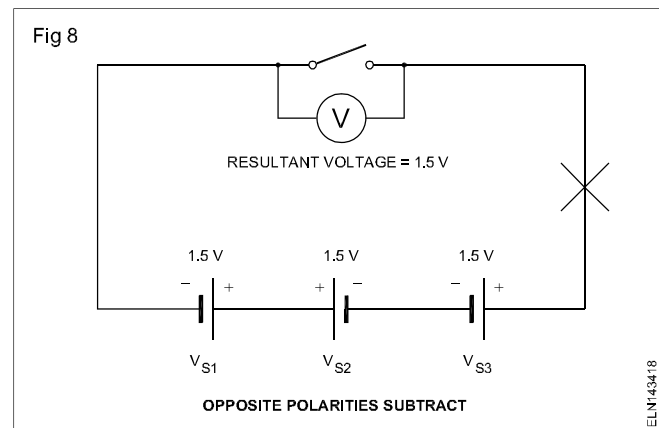 Fig 8
V
RESULTANT VOLTAGE = 1.5 V
1.5 V 1.5 V 1.5 V
– + + – – +
VS1 VS2 VS3
OPPOSITE POLARITIES SUBTRACT
ELN143418